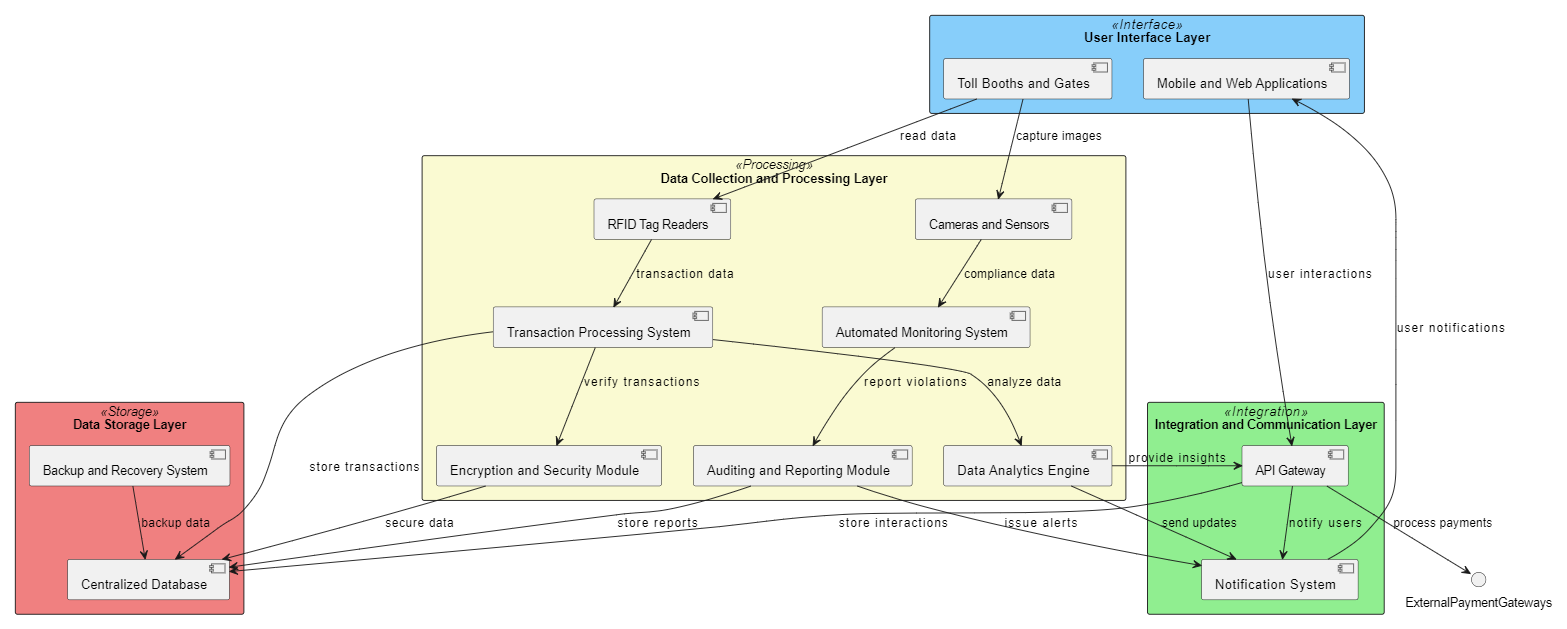 «Interface»
User Interface Layer
Toll Booths and Gates
Mobile and Web Applications
read data
capture images
«Processing»
Data Collection and Processing Layer
RFID Tag Readers
Cameras and Sensors
transaction data
compliance data
user interactions
Transaction Processing System
Automated Monitoring System
user notifications
verify transactions
report violations
analyze data
«Storage»
Data Storage Layer
«Integration»
Integration and Communication Layer
Backup and Recovery System
store transactions
Encryption and Security Module
Auditing and Reporting Module
Data Analytics Engine
provide insights
API Gateway
backup data
secure data
store reports
store interactions
issue alerts
send updates
notify users
process payments
Centralized Database
Notification System
ExternalPaymentGateways